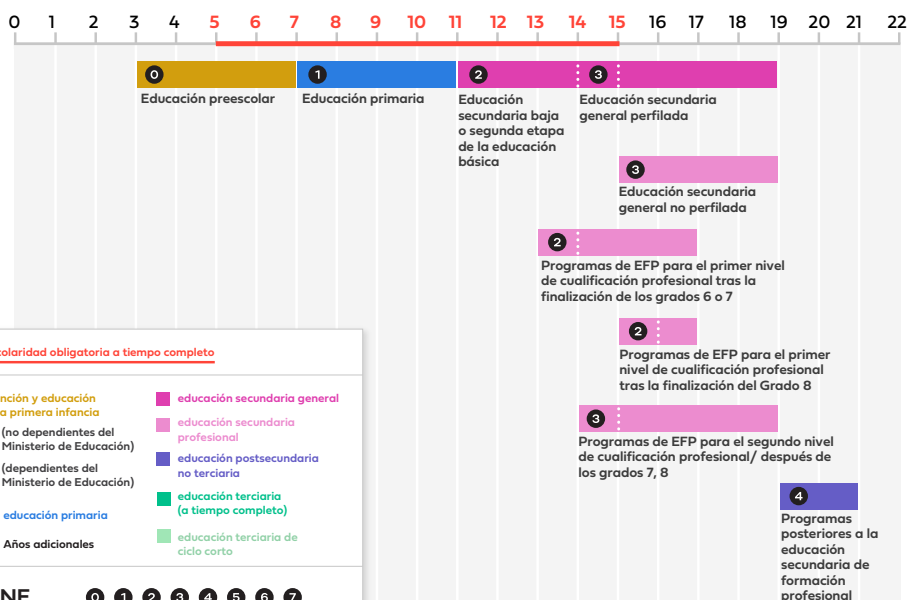 0 1 2 3 4 5 6 7 8 9 10 11 12 13 14 15 16 17 18 19 20 21 22
0 1 2 3
Educación preescolar
Educación primaria
Educación
secundaria baja
o segunda etapa
de la educación
básica
Educación secundaria
general perfilada
3
Educación secundaria
general no perfilada
2
Programas de EFP para el primer nivel
de cualificación profesional tras la
finalización de los grados 6 o 7
2
Programas de EFP para el primer
nivel de cualificación profesional
tras la finalización del Grado 8
3
Programas de EFP para el segundo nivel
de cualificación profesional/ después de
los grados 7, 8
4
Programas
posteriores a la
educación
secundaria de
formación
profesional
colaridad obligatoria a tiempo completo
nción y educación
a primera infancia
(no dependientes del
Ministerio de Educación)
(dependientes del
Ministerio de Educación)
educación primaria
Años adicionales
educación secundaria general
educación secundaria
profesional
educación postsecundaria
no terciaria
educación terciaria
(a tiempo completo)
educación terciaria de
ciclo corto
NE 0 1 2 3 4 5 6 7